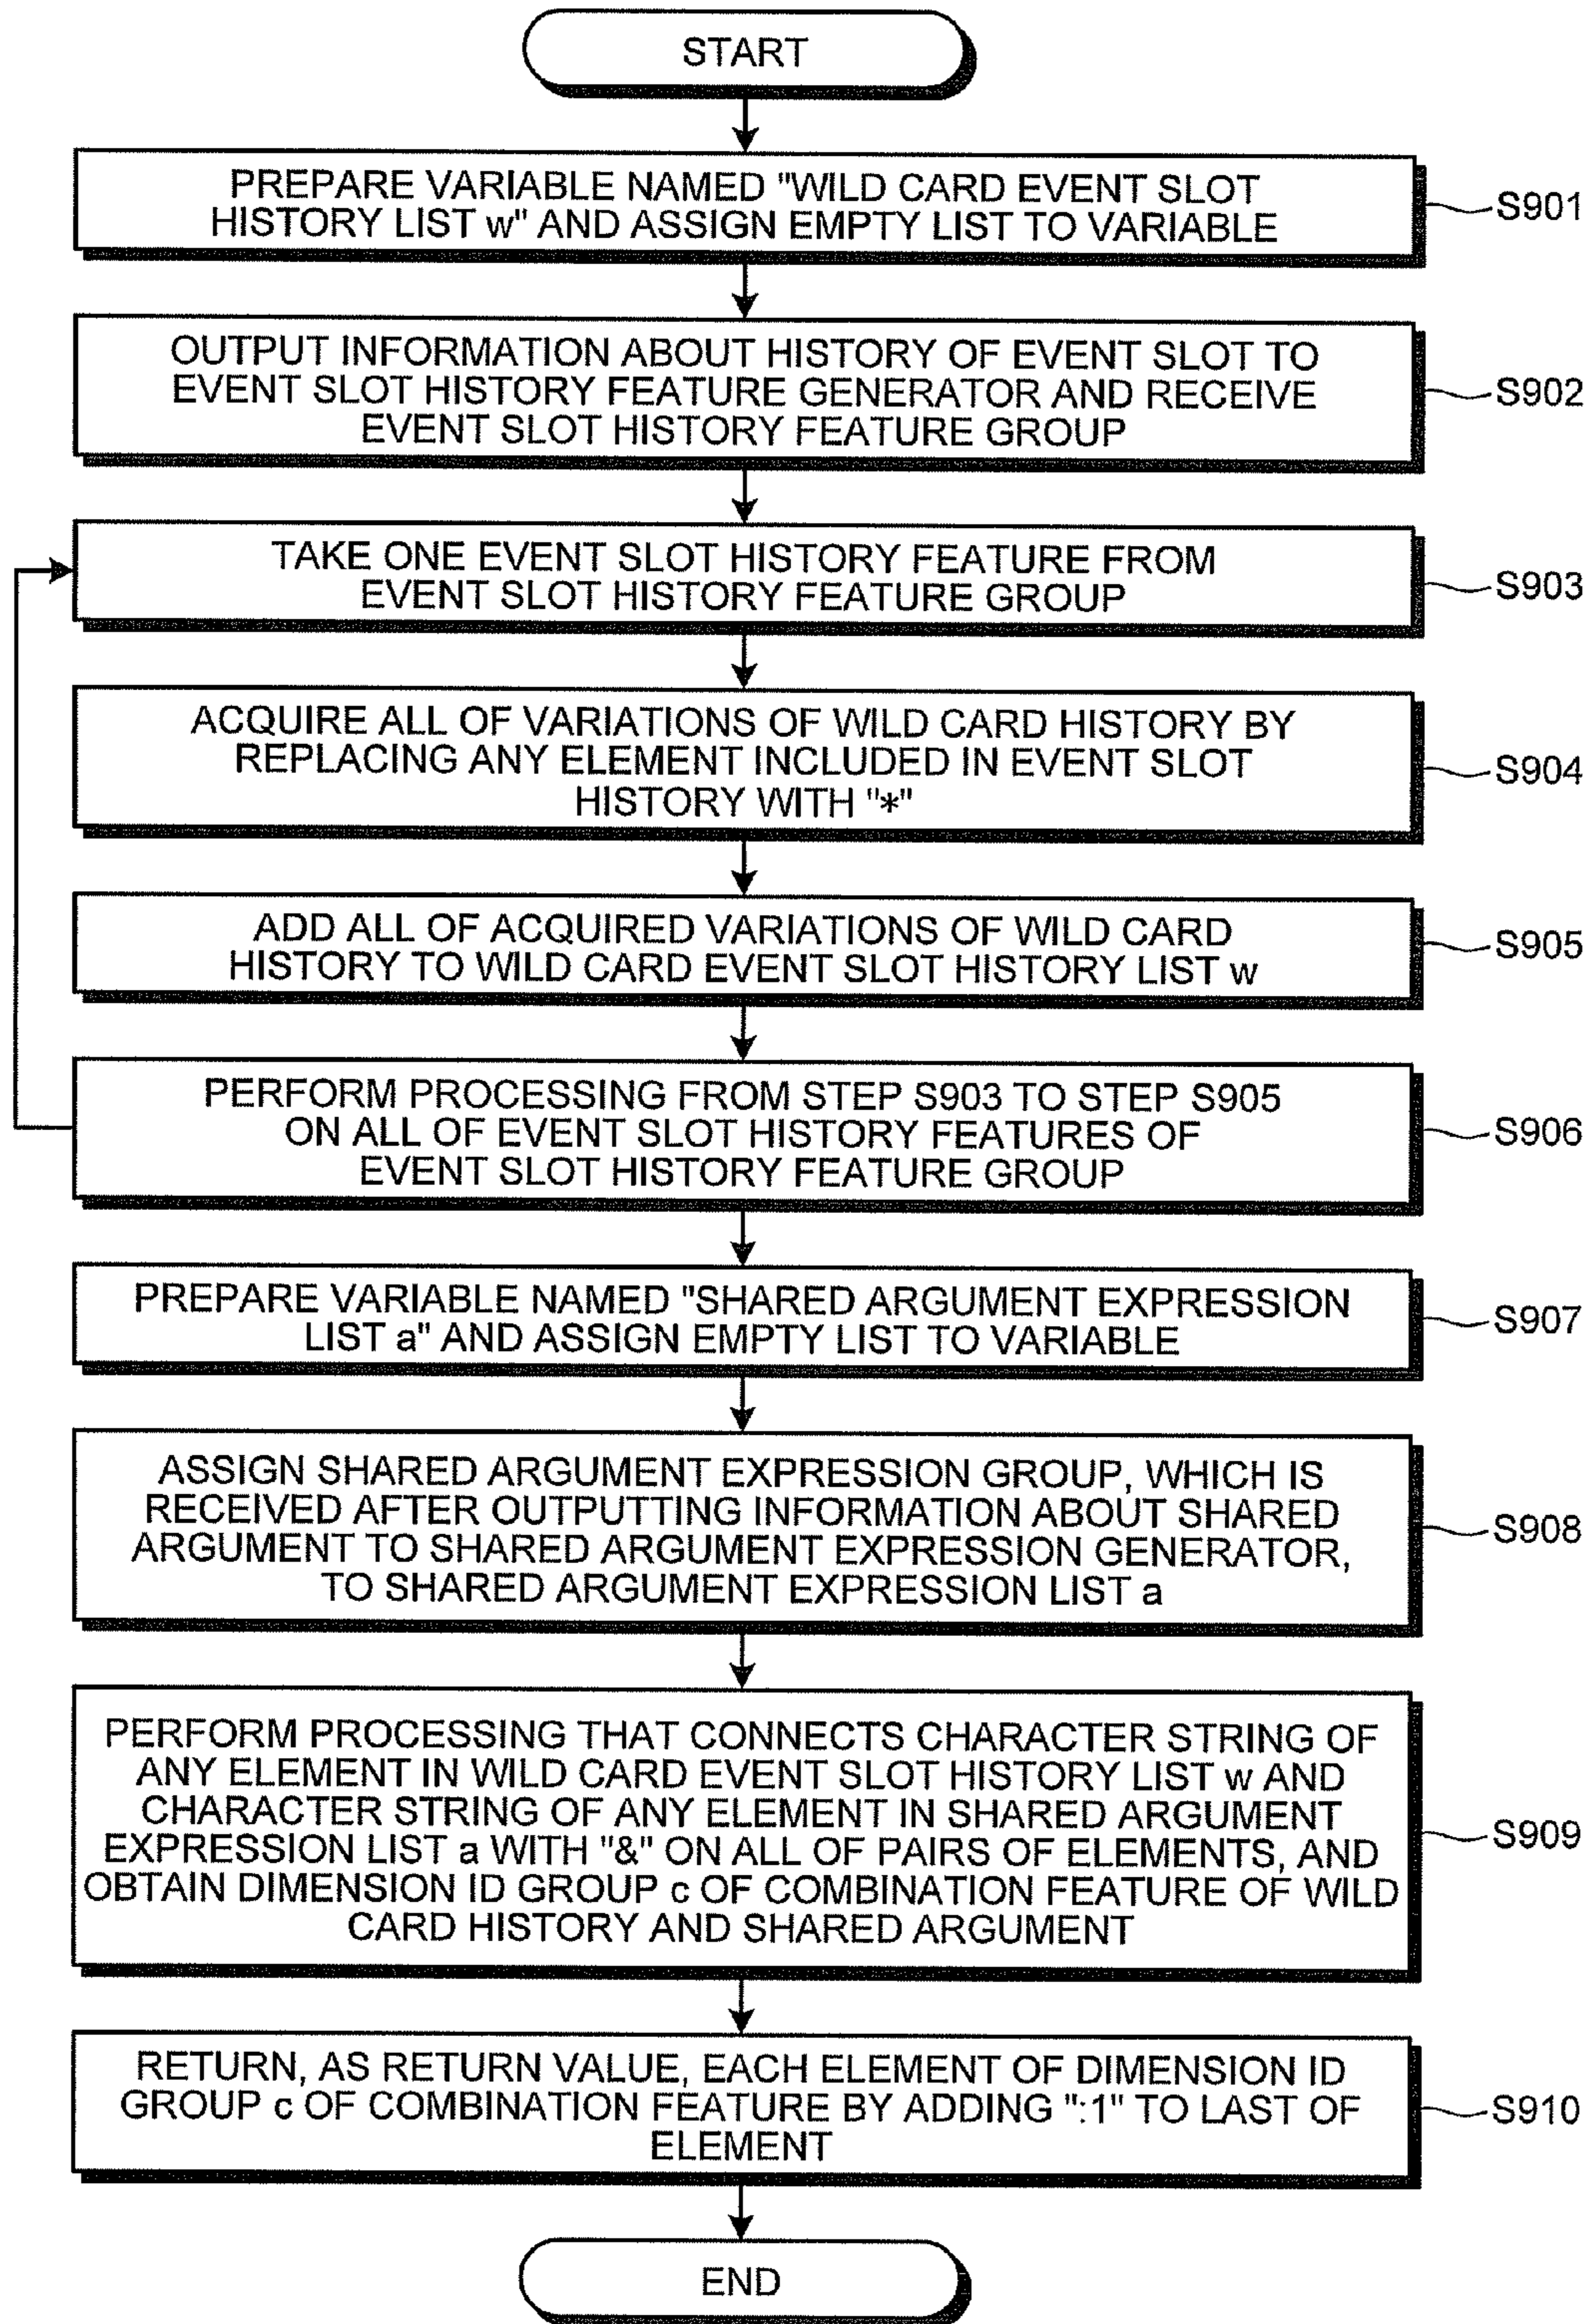 START
PREPARE VARIABLE NAMED "WILD CARD EVENT SLOT
HISTORY LIST w" AND ASSIGN EMPTY LIST TO VARIABLE
S901
OUTPUT INFORMATION ABOUT HISTORY OF EVENT SLOT TO
EVENT SLOT HISTORY FEATURE GENERATOR AND RECEIVE
EVENT SLOT HISTORY FEATURE GROUP
S902
TAKE ONE EVENT SLOT HISTORY FEATURE FROM
EVENT SLOT HISTORY FEATURE GROUP
S903
ACQUIRE ALL OF VARIATIONS OF WILD CARD HISTORY BY
REPLACING ANY ELEMENT INCLUDED IN EVENT SLOT
HISTORY WITH "*"
S904
ADD ALL OF ACQUIRED VARIATIONS OF WILD CARD
HISTORY TO WILD CARD EVENT SLOT HISTORY LIST w
S905
PERFORM PROCESSING FROM STEP S903 TO STEP S905
ON ALL OF EVENT SLOT HISTORY FEATURES OF
EVENT SLOT HISTORY FEATURE GROUP
S906
PREPARE VARIABLE NAMED "SHARED ARGUMENT EXPRESSION
LIST a" AND ASSIGN EMPTY LIST TO VARIABLE
S907
ASSIGN SHARED ARGUMENT EXPRESSION GROUP, WHICH IS
RECEIVED AFTER OUTPUTTING INFORMATION ABOUT SHARED
ARGUMENT TO SHARED ARGUMENT EXPRESSION GENERATOR,
TO SHARED ARGUMENT EXPRESSION LIST a
S908
PERFORM PROCESSING THAT CONNECTS CHARACTER STRING OF
ANY ELEMENT IN WILD CARD EVENT SLOT HISTORY LIST w AND
CHARACTER STRING OF ANY ELEMENT IN SHARED ARGUMENT
EXPRESSION LIST a WITH "&" ON ALL OF PAIRS OF ELEMENTS, AND
OBTAIN DIMENSION ID GROUP c OF COMBINATION FEATURE OF WILD
CARD HISTORY AND SHARED ARGUMENT
S909
RETURN, AS RETURN VALUE, EACH ELEMENT OF DIMENSION ID
GROUP c OF COMBINATION FEATURE BY ADDING ":1" TO LAST OF
ELEMENT
S910
END